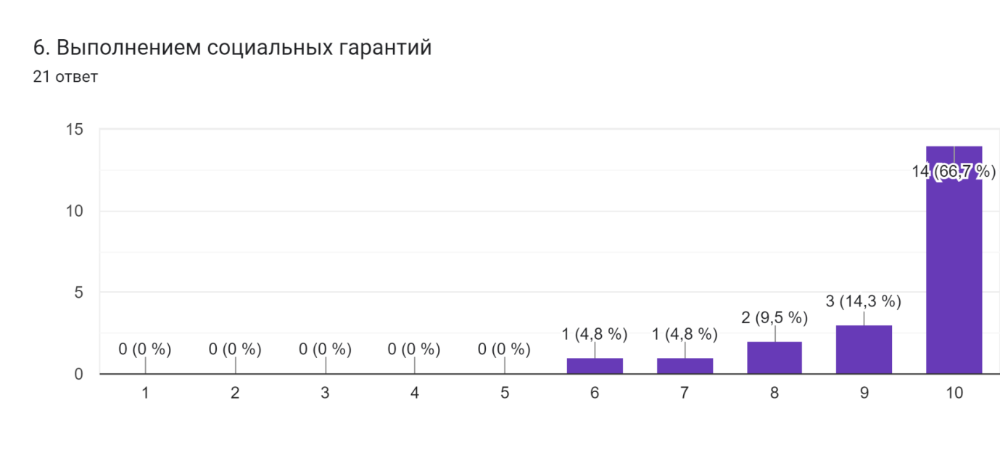 6. Выполнением социальных гарантий
21 ответ
15
10
5
0
0 (0 %)
0 (0 %)
0 (0 %)
0 (0 %)
0 (0 %)
1 (4,8 %)
1 (4,8 %)
2 (9,5 %)
3 (14,3 %)
14 (66,7 %)
1 2 3 4 5 6 7 8 9 10